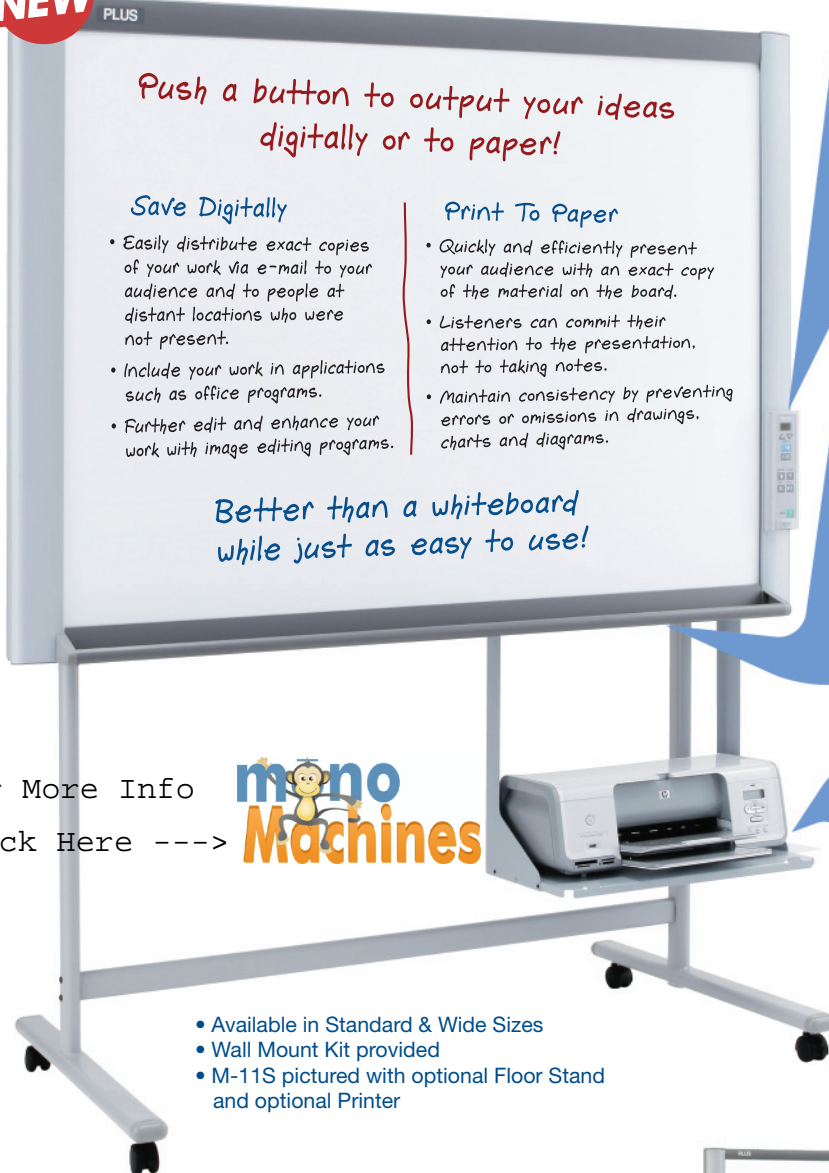 NEW
PLUS
Push a button to output your ideas
digitally or to paper!
Save Digitally
• Easily distribute exact copies
of your work via e-mail to your
audience and to people at
distant locations who were
not present.
• Include your work in applications
such as office programs.
• Further edit and enhance your
work with image editing programs.
Print To Paper
• Quickly and efficiently present
your audience with an exact copy
of the material on the board.
• Listeners can commit their
attention to the presentation,
not to taking notes.
• Maintain consistency by preventing
errors or omissions in drawings,
charts and diagrams.
Better than a whiteboard
while just as easy to use!
More Info
mono
Here --->
Machines
hp
• Available in Standard & Wide Sizes
• Wall Mount Kit provided
• M-11S pictured with optional Floor Stand
and optional Printer
PLUS